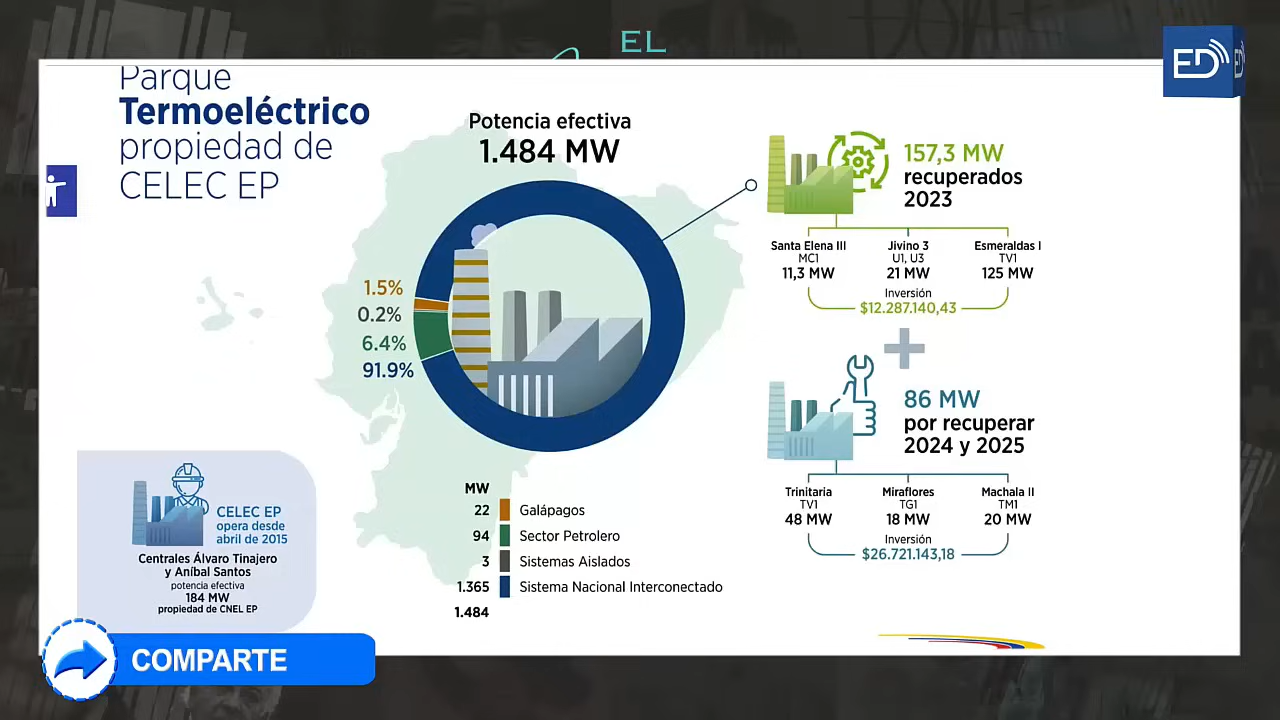 EL
ED
Parque
Termoeléctrico
propiedad de
CELEC EP
Potencia efectiva
1.484 MW
1.5%
0.2%
6.4%
91.9%
MW
22 Galápagos
94 Sector Petrolero
3 Sistemas Aislados
1.365 Sistema Nacional Interconectado
1.484
157,3 MW
recuperados
2023
Santa Elena III
MC1
11,3 MW
Jivino 3
U1, U3
21 MW
Esmeraldas I
TV1
125 MW
Inversión
$12.287.140,43
86 MW
por recuperar
2024 y 2025
Trinitaria
TV1
48 MW
Miraflores
TG1
18 MW
Machala II
TM1
20 MW
Inversión
$26.721.143,18
CELEC EP
opera desde
abril de 2015
Centrales Álvaro Tinajero
y Aníbal Santos
potencia efectiva
184 MW
propiedad de CNEL EP
COMPARTE